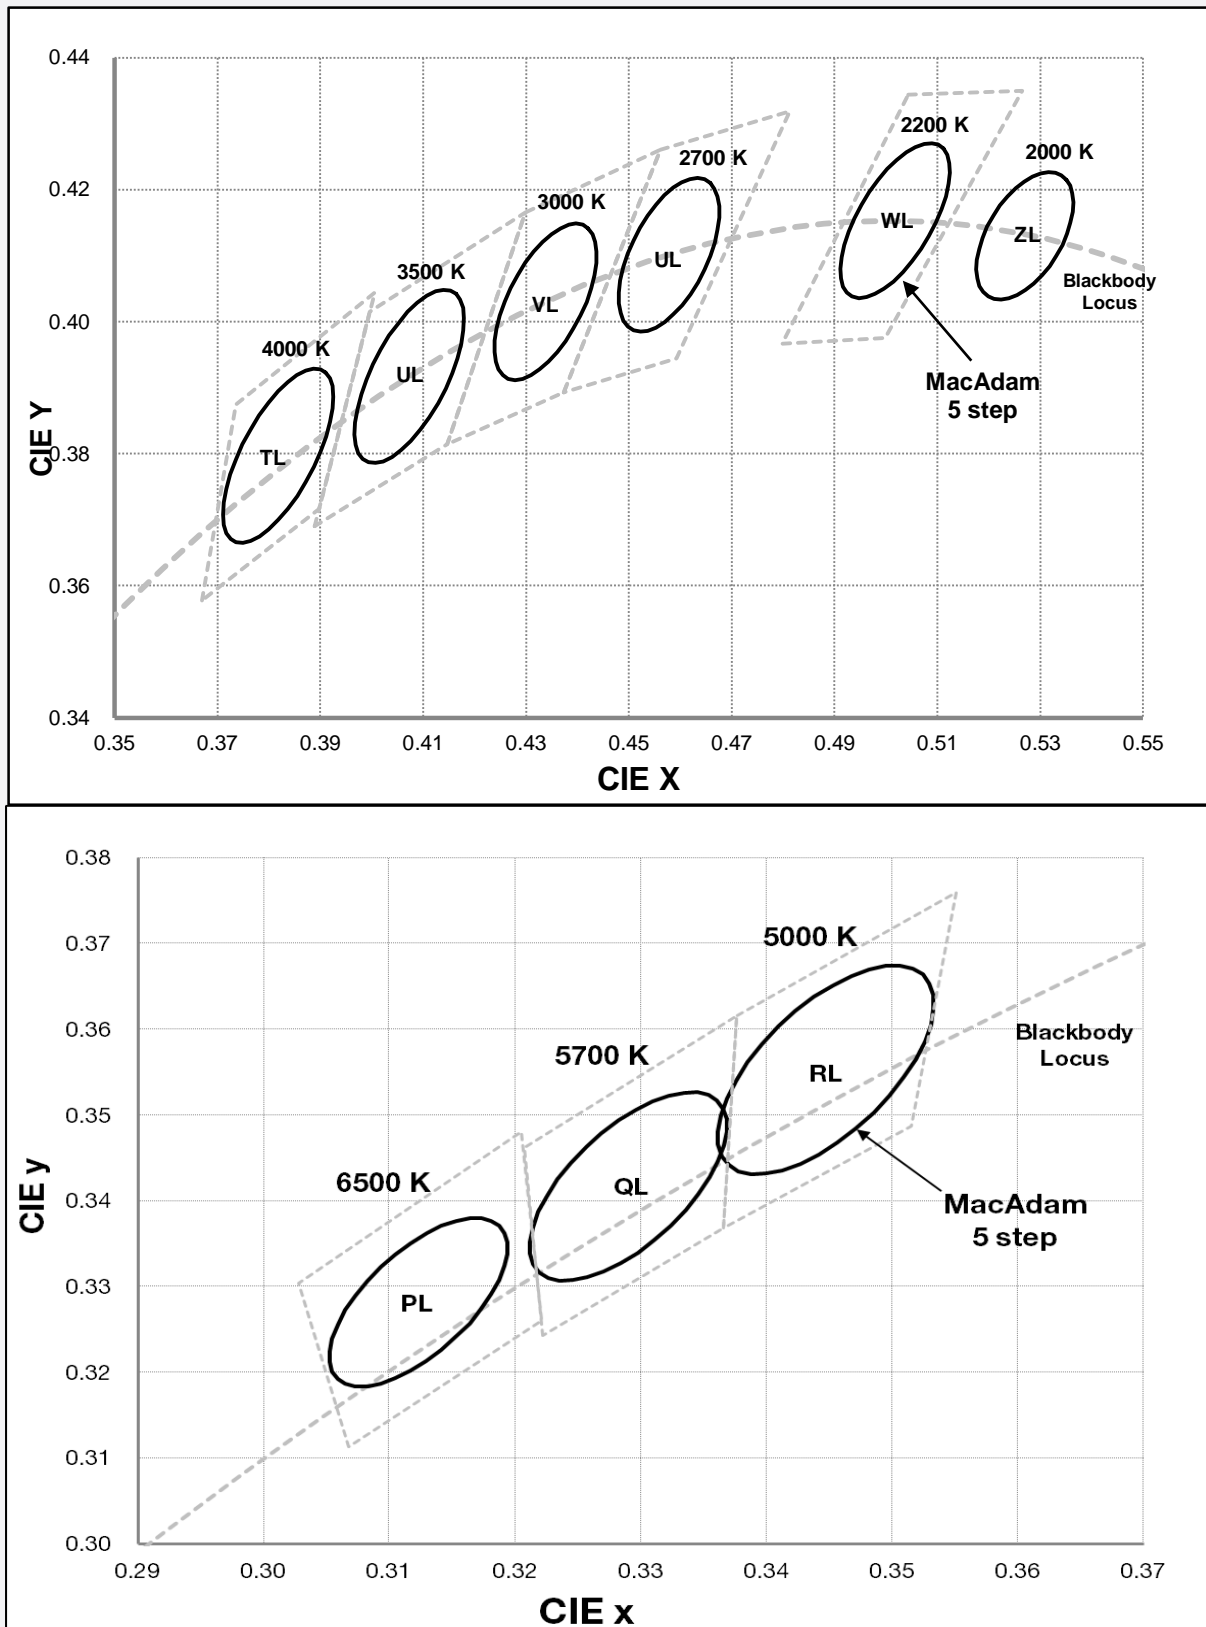 0.44
2200 K
2000 K
2700 K
0.42
3000 K
WL
ZL
3500 K
UL
Blackbody
Locus
VL
0.40
4000 K
UL
MacAdam
5 step
TL
0.38
CIE Y
0.36
0.34
0.35 0.37 0.39 0.41 0.43 0.45 0.47 0.49 0.51 0.53 0.55
CIE X
0.38
0.37
5000 K
0.36
Blackbody
Locus
5700 K
RL
0.35
6500 K
QL
0.34
MacAdam
5 step
CIE y
0.33
PL
0.32
0.31
0.30
0.29 0.30 0.31 0.32 0.33 0.34 0.35 0.36 0.37
CIE x